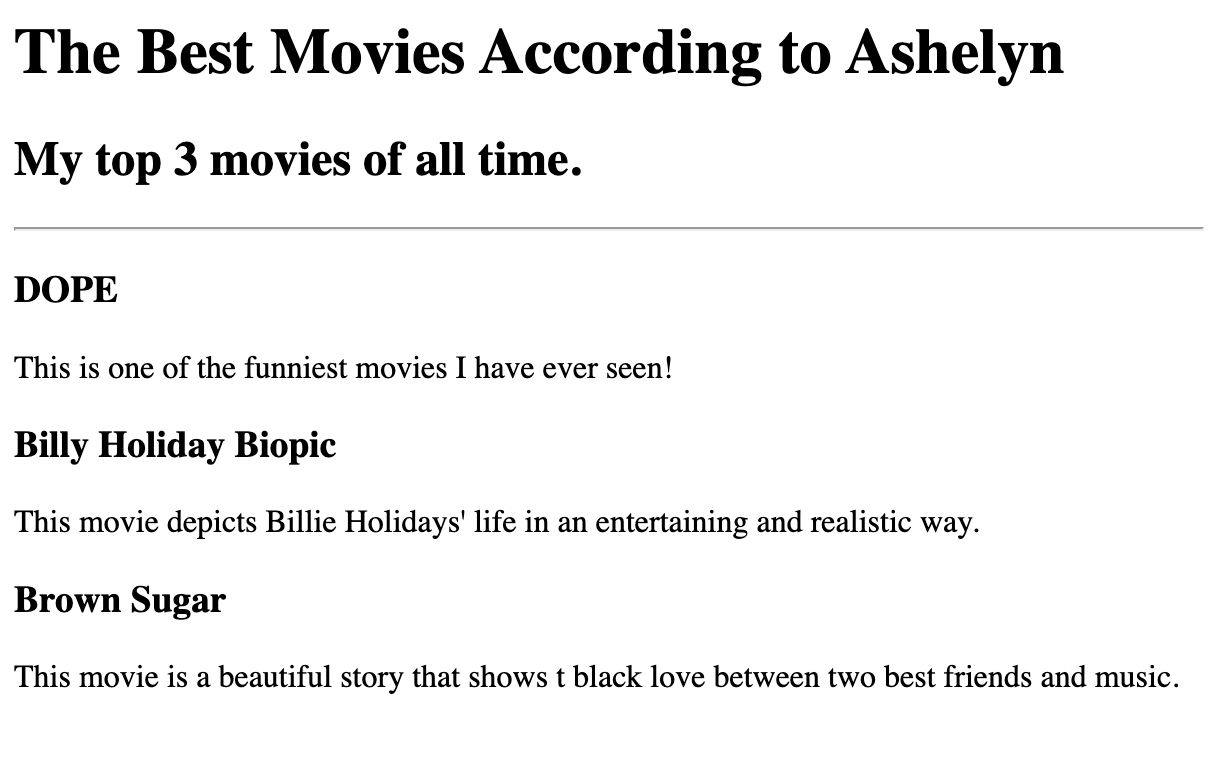 The Best Movies According to Ashelyn
My top 3 movies of all time.
DOPE
This is one of the funniest movies I have ever seen!
Billy Holiday Biopic
This movie depicts Billie Holidays' life in an entertaining and realistic way.
Brown Sugar
This movie is a beautiful story that shows t black love between two best friends and music.